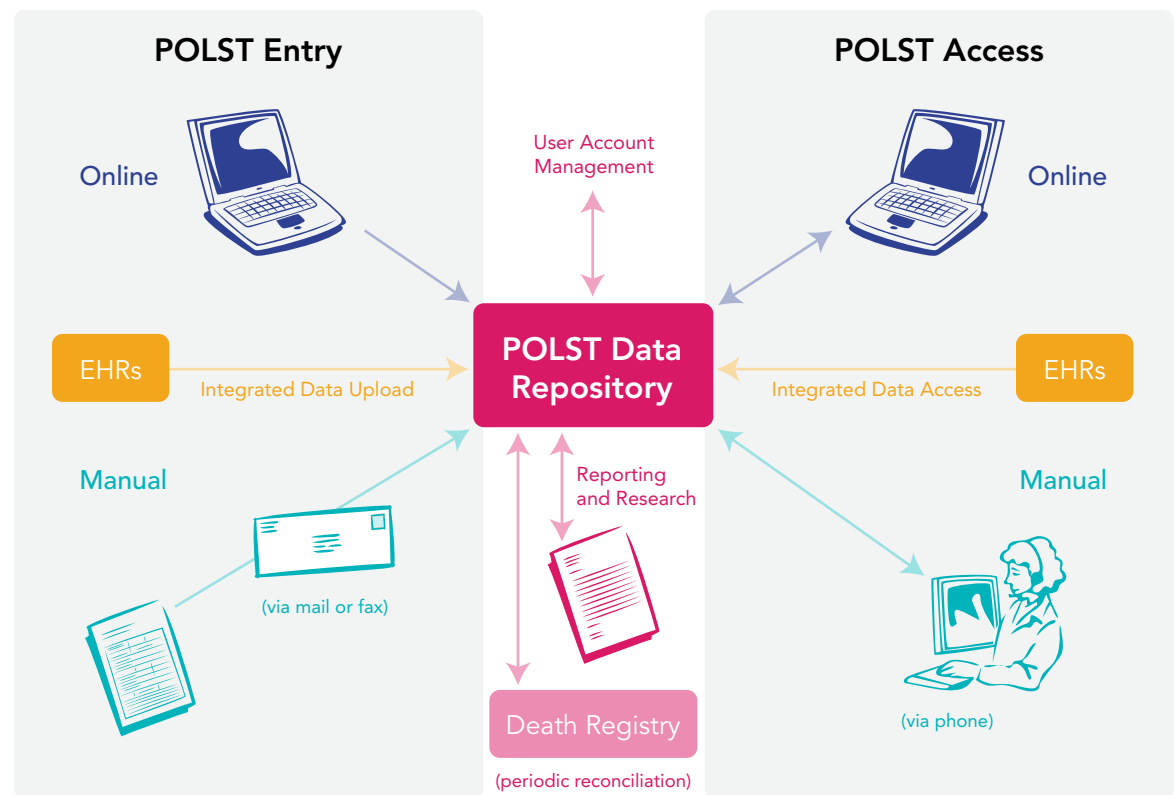 POLST Entry
Online
EHRs
Integrated Data Upload
Manual
(via mail or fax)
User Account
Management
POLST Data
Repository
Reporting
and Research
Death Registry
(periodic reconciliation)
POLST Access
Online
Integrated Data Access
EHRs
Manual
(via phone)